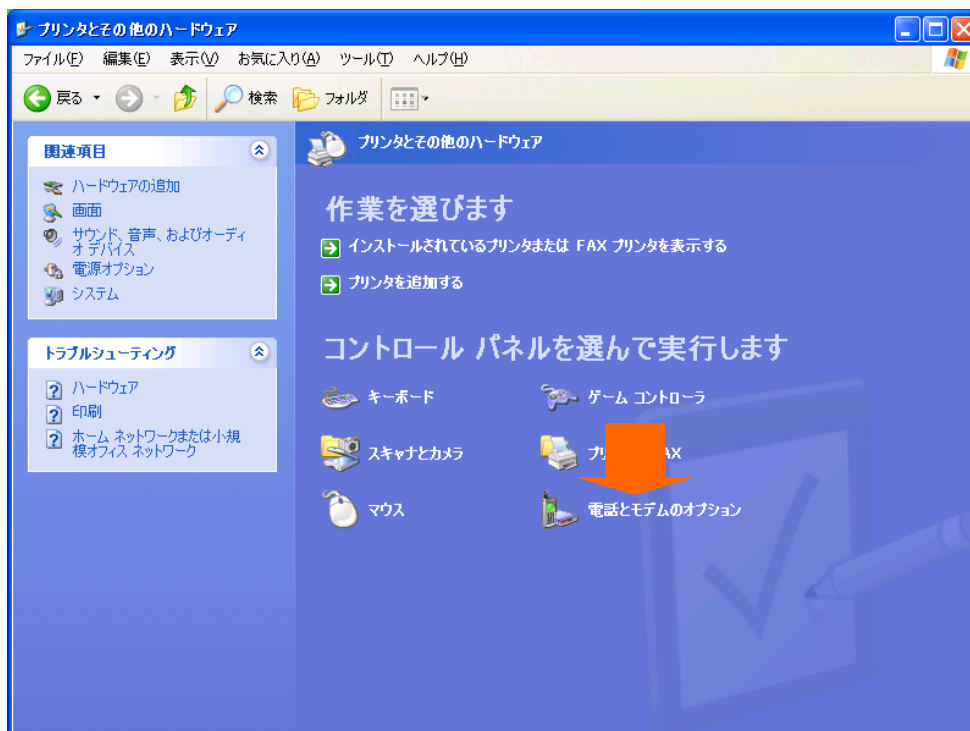 プリンタとその他のハードウェア
ファイル(F) 編集(E) 表示(V) お気に入り(A) ツール(T) ヘルプ(H)
戻る 検索 フォルダ
関連項目
ハードウェアの追加
画面
サウンド、音声、およびオーディ
オ デバイス
電源オプション
システム
トラブルシューティング
ハードウェア
印刷
ホーム ネットワークまたは小規
模オフィス ネットワーク
プリンタとその他のハードウェア
作業を選びます
インストールされているプリンタまたは FAX プリンタを表示する
プリンタを追加する
コントロール パネルを選んで実行します
キーボード ゲーム コントローラ
スキャナとカメラ
マウス 電話とモデムのオプション